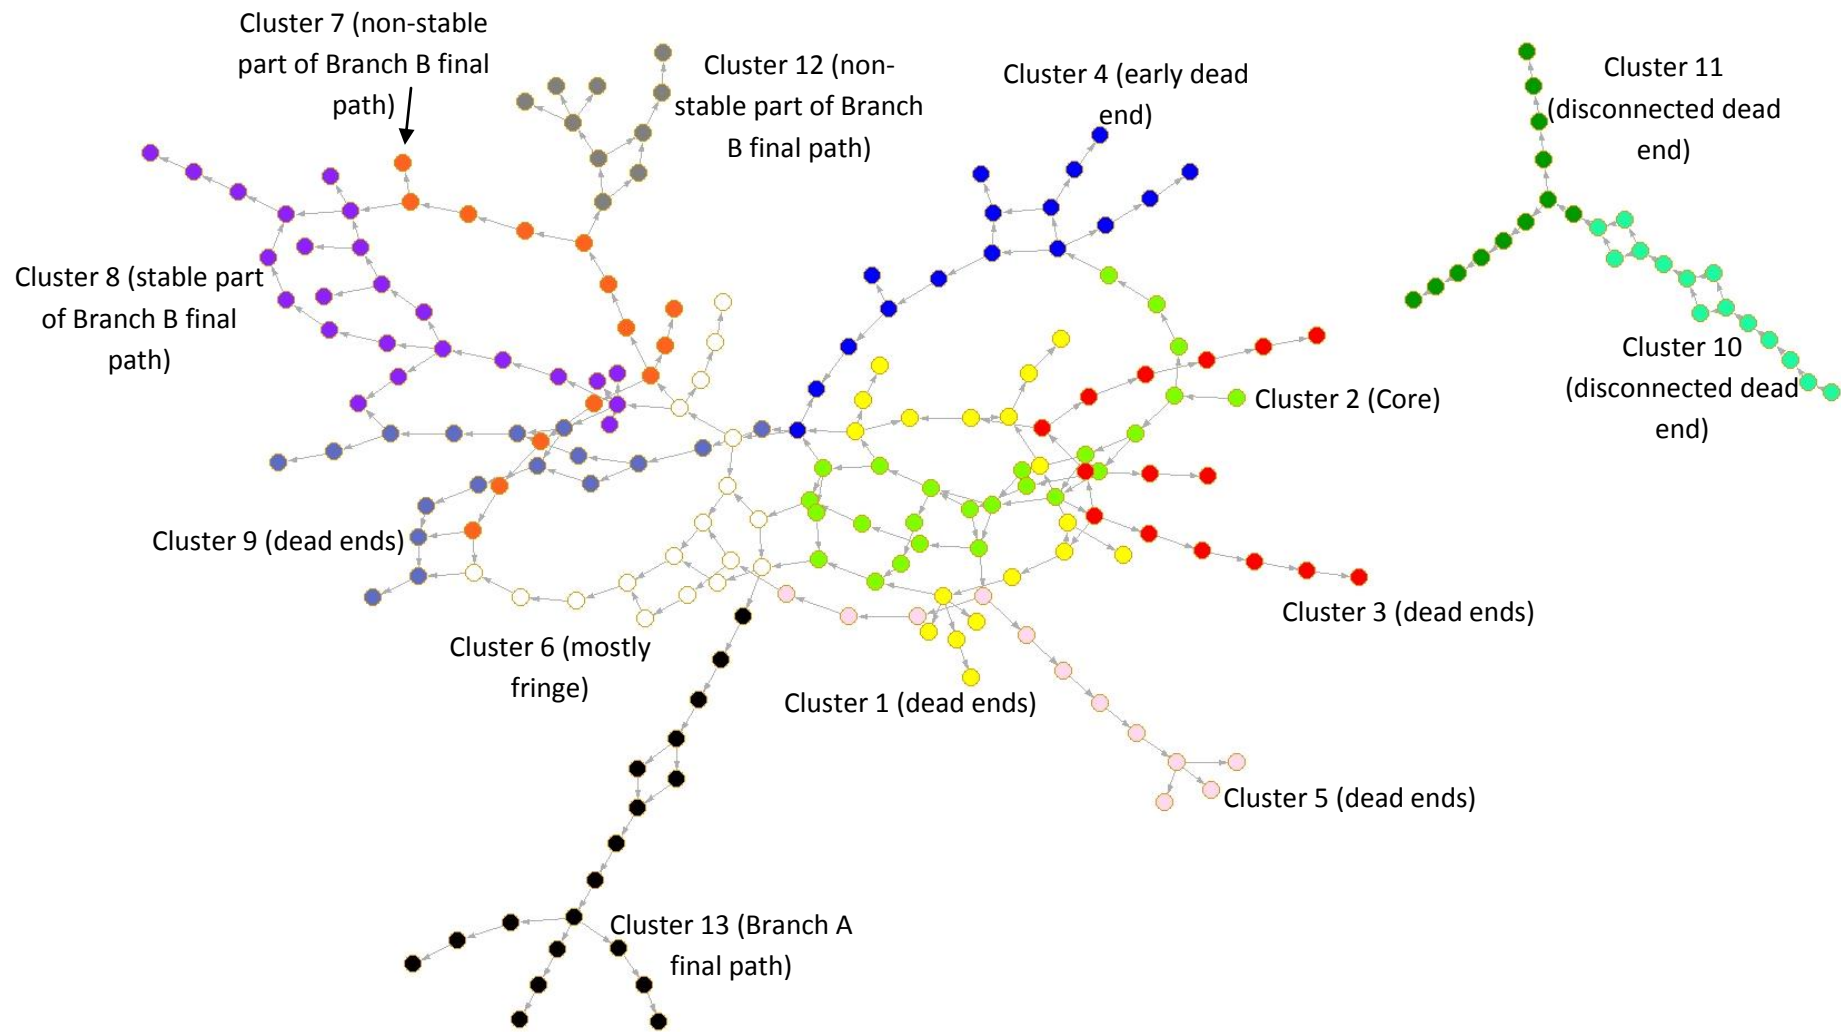 Cluster 7 (non-stable
part of Branch B final
path)
Cluster 12 (non-
stable part of Branch
B final path)
Cluster 4 (early dead
end)
Cluster 11
(disconnected dead
end)
Cluster 8 (stable part
of Branch B final
path)
Cluster 10
(disconnected dead
end)
Cluster 2 (Core)
Cluster 9 (dead ends)
Cluster 3 (dead ends)
Cluster 6 (mostly
fringe)
Cluster 1 (dead ends)
Cluster 5 (dead ends)
Cluster 13 (Branch A
final path)